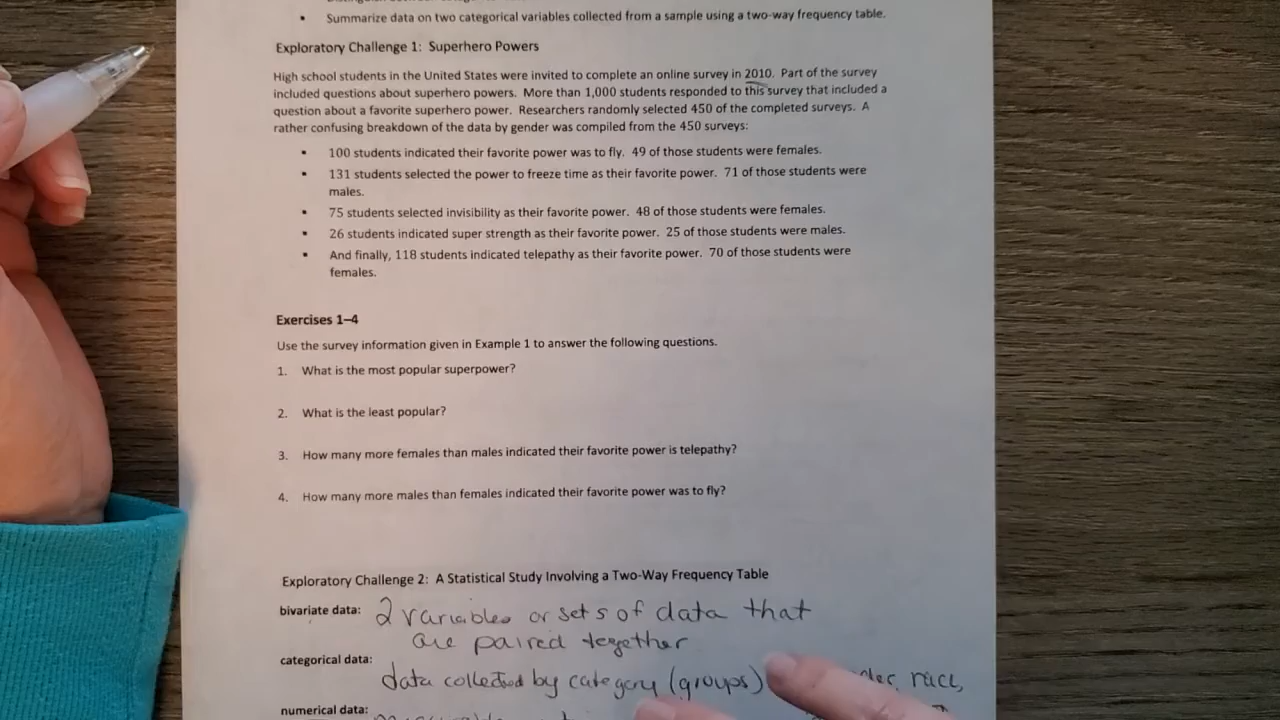 • Summarize data on two categorical variables collected from a sample using a two-way frequency table.
Exploratory Challenge 1: Superhero Powers
High school students in the United States were invited to complete an online survey in 2010. Part of the survey
included questions about superhero powers. More than 1,000 students responded to this survey that included a
question about a favorite superhero power. Researchers randomly selected 450 of the completed surveys. A
rather confusing breakdown of the data by gender was compiled from the 450 surveys:
• 100 students indicated their favorite power was to fly. 49 of those students were females.
• 131 students selected the power to freeze time as their favorite power. 71 of those students were
males.
• 75 students selected invisibility as their favorite power. 48 of those students were females.
• 26 students indicated super strength as their favorite power. 25 of those students were males.
• And finally, 118 students indicated telepathy as their favorite power. 70 of those students were
females.
Exercises 1–4
Use the survey information given in Example 1 to answer the following questions.
1. What is the most popular superpower?
2. What is the least popular?
3. How many more females than males indicated their favorite power is telepathy?
4. How many more males than females indicated their favorite power was to fly?
Exploratory Challenge 2: A Statistical Study Involving a Two-Way Frequency Table
bivariate data: 2 variables or sets of data that
are paired together
categorical data:
data collected by category (groups) race,
numerical data: